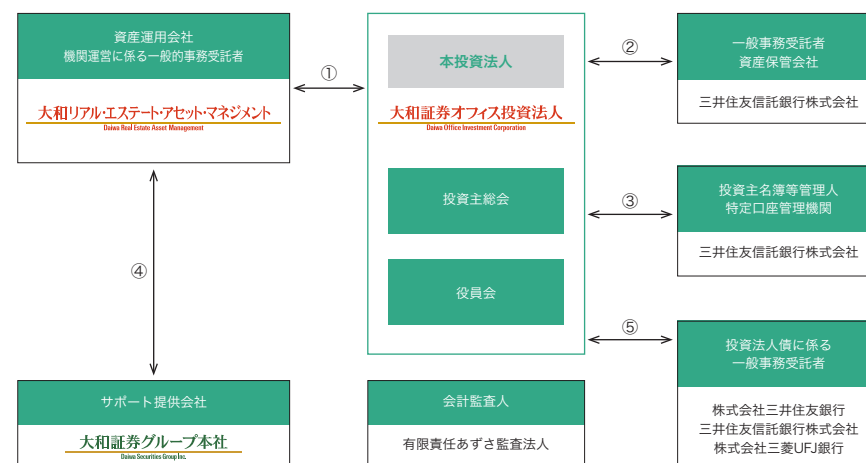 資産運用会社
機関運営に係る一般的事務受託者
大和リアル・エステート・アセット・マネジメント
Daiwa Real Estate Asset Management
①
本投資法人
大和証券オフィス投資法人
Daiwa Office Investment Corporation
投資主総会
役員会
②
一般事務受託者
資産保管会社
三井住友信託銀行株式会社
③
投資主名簿等管理人
特定口座管理機関
三井住友信託銀行株式会社
④
⑤
投資法人債に係る
一般事務受託者
株式会社三井住友銀行
三井住友信託銀行株式会社
株式会社三菱UFJ銀行
サポート提供会社
大和証券グループ本社
Daiwa Securities Group Inc.
会計監査人
有限責任あずさ監査法人